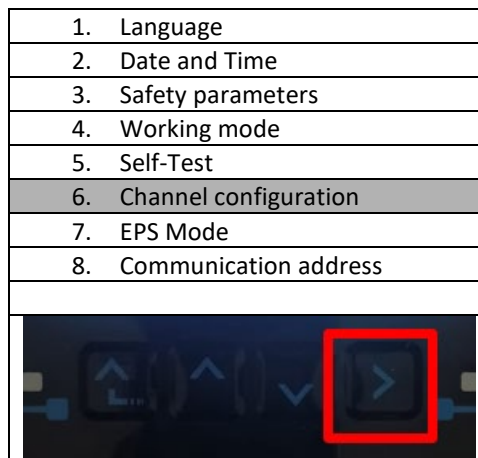 1. Language
2. Date and Time
3. Safety parameters
4. Working mode
5. Self-Test
6. Channel configuration
7. EPS Mode
8. Communication address